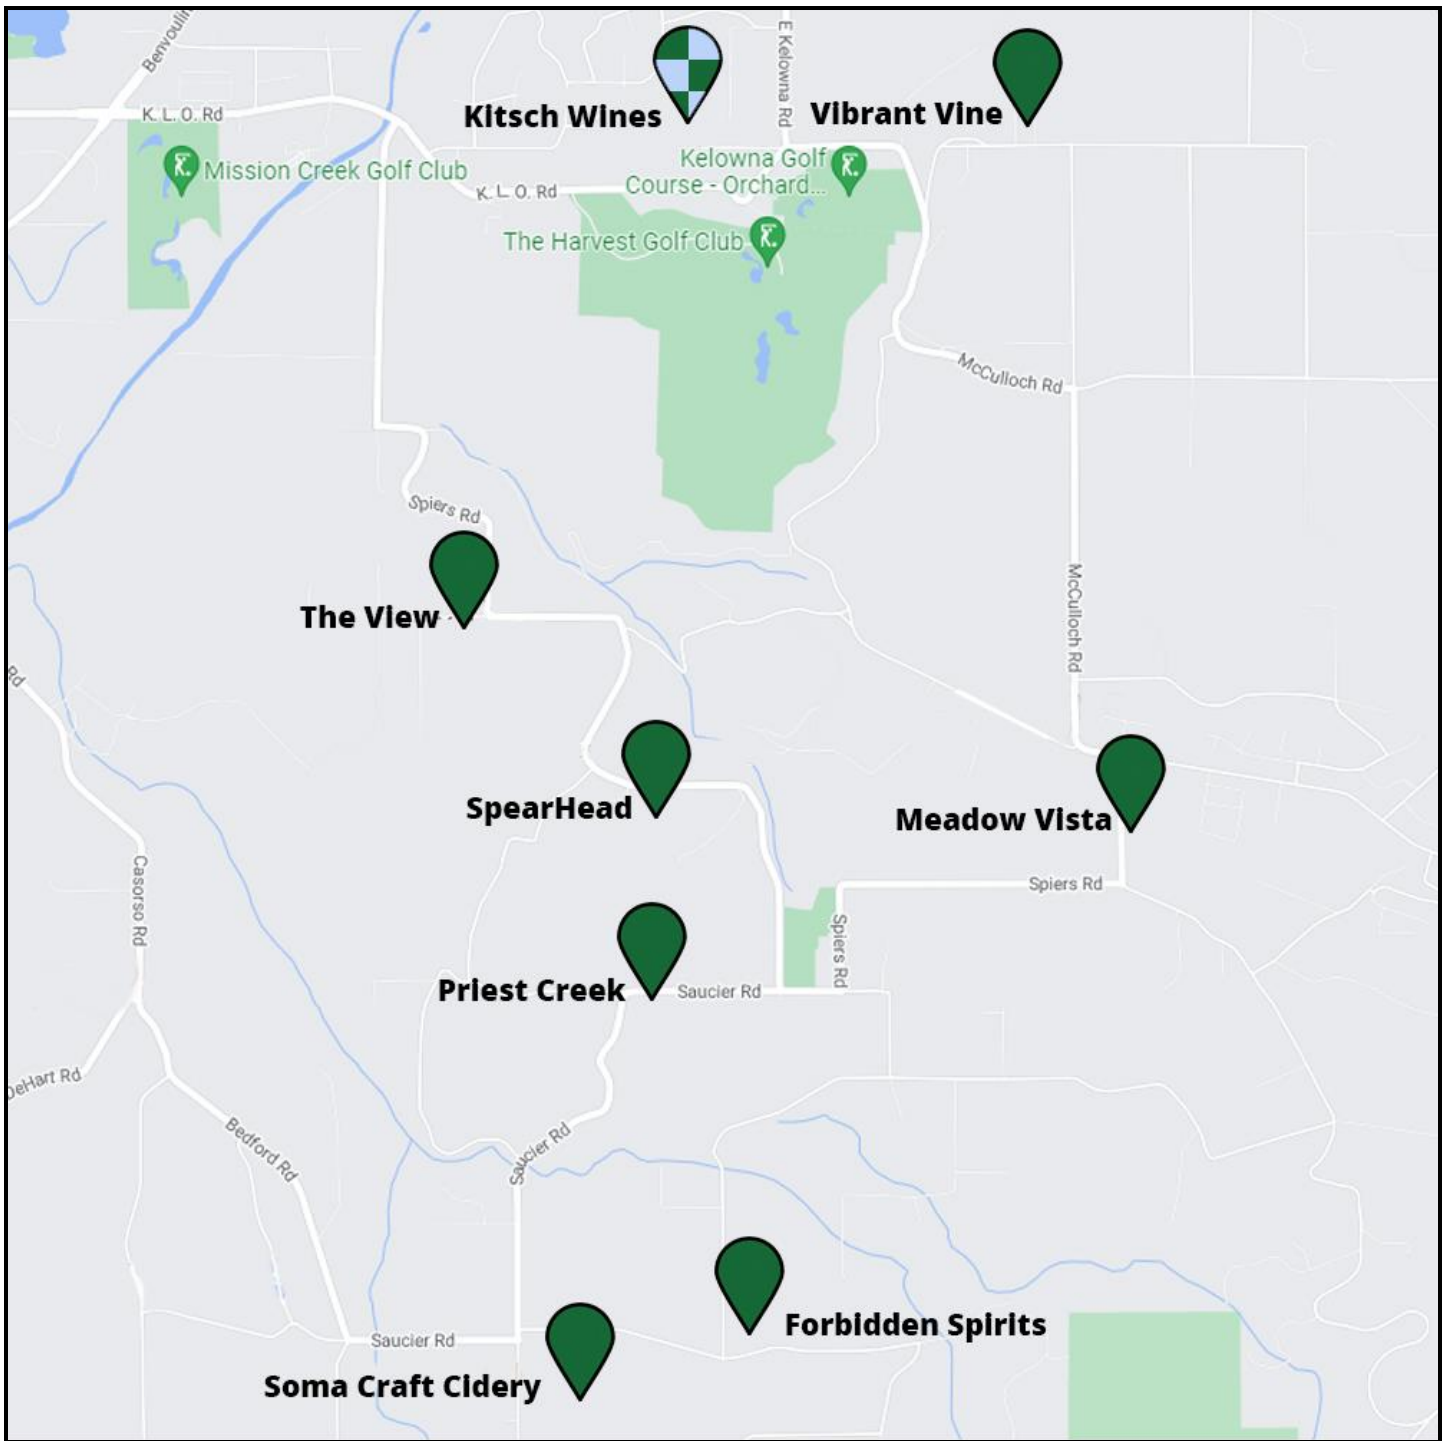 Benvoulin
E Kelowna Rd
K. L. O. Rd
Kitsch Wines
Vibrant Vine
Mission Creek Golf Club
Kelowna Golf
Course - Orchard...
K. L. O. Rd
The Harvest Golf Club
McCulloch Rd
Spiers Rd
The View
McCulloch Rd
Rd
SpearHead
Meadow Vista
Casorso Rd
Spiers Rd
Spiers Rd
Priest Creek
Saucier Rd
DeHart Rd
Bedford Rd
Saucier Rd
Forbidden Spirits
Saucier Rd
Soma Craft Cidery